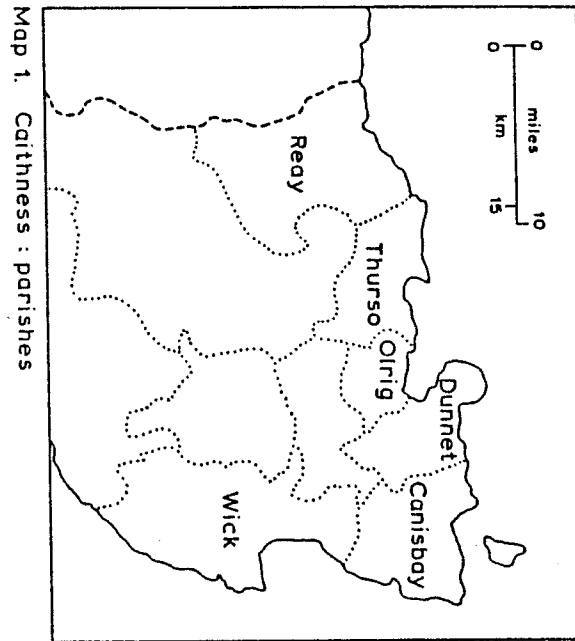 0 miles 10
0 km 15
Reay
Thurso
Olrig
Dunnet
Canisbay
Wick
Map 1. Caithness : parishes